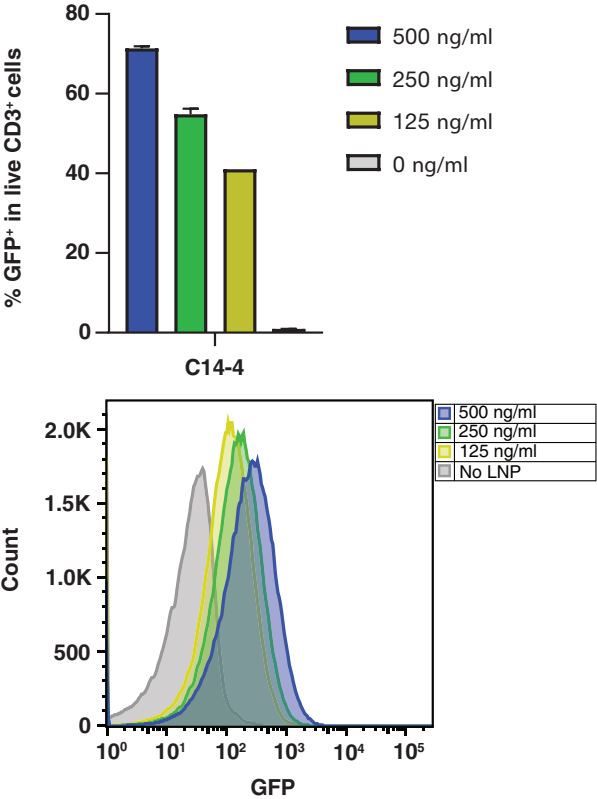 80
60
40
20
0
% GFP+ in live CD3+ cells
C14-4
500 ng/ml
250 ng/ml
125 ng/ml
0 ng/ml
2.0K
1.5K
1.0K
500
0
Count
10⁰ 10¹ 10² 10³ 10⁴ 10⁵
GFP
500 ng/ml
250 ng/ml
125 ng/ml
No LNP